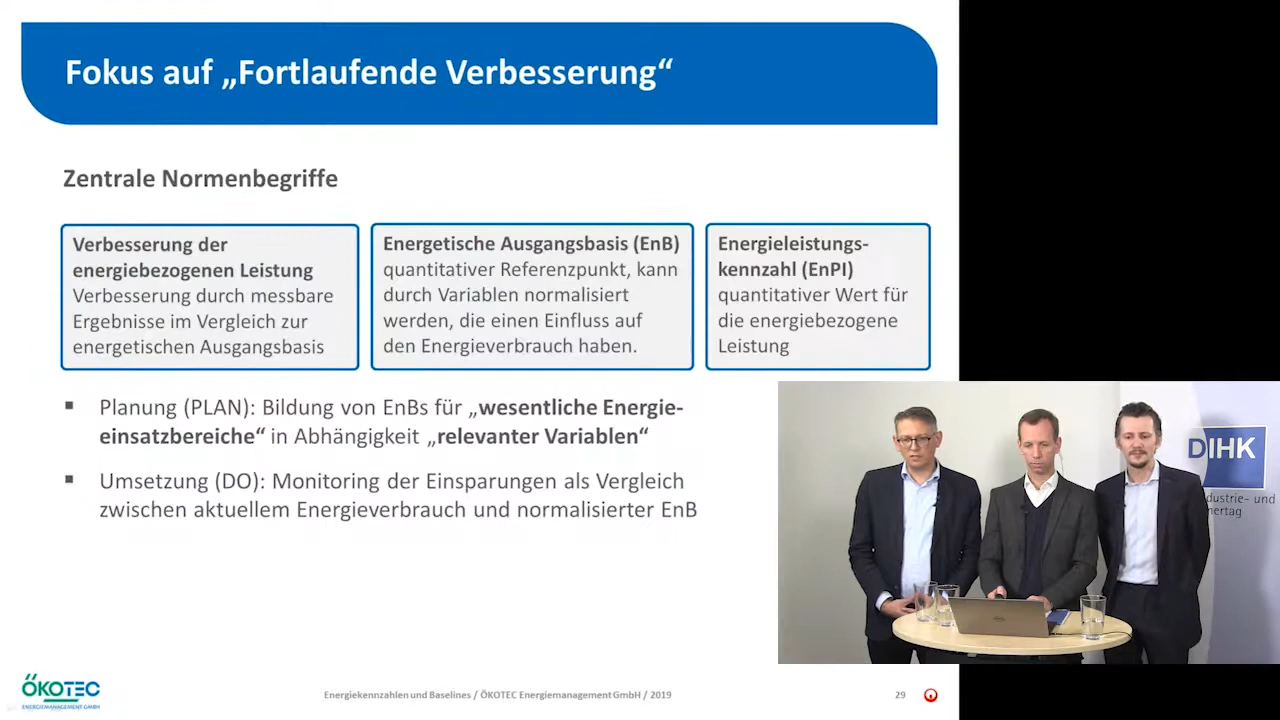 Fokus auf „Fortlaufende Verbesserung“
Zentrale Normenbegriffe
Verbesserung der
energiebezogenen Leistung
Verbesserung durch messbare
Ergebnisse im Vergleich zur
energetischen Ausgangsbasis
Energetische Ausgangsbasis (EnB)
quantitativer Referenzpunkt, kann
durch Variablen normalisiert
werden, die einen Einfluss auf
den Energieverbrauch haben.
Energieleistungs-
kennzahl (EnPI)
quantitativer Wert für
die energiebezogene
Leistung
▪ Planung (PLAN): Bildung von EnBs für „wesentliche Energie-
einsatzbereiche“ in Abhängigkeit „relevanter Variablen“
▪ Umsetzung (DO): Monitoring der Einsparungen als Vergleich
zwischen aktuellem Energieverbrauch und normalisierter EnB
DIHK
dustrie- und
mertag
ÖKOTEC
ENERGIEMANAGEMENT GMBH
Energiekennzahlen und Baselines / ÖKOTEC Energiemanagement GmbH / 2019
29